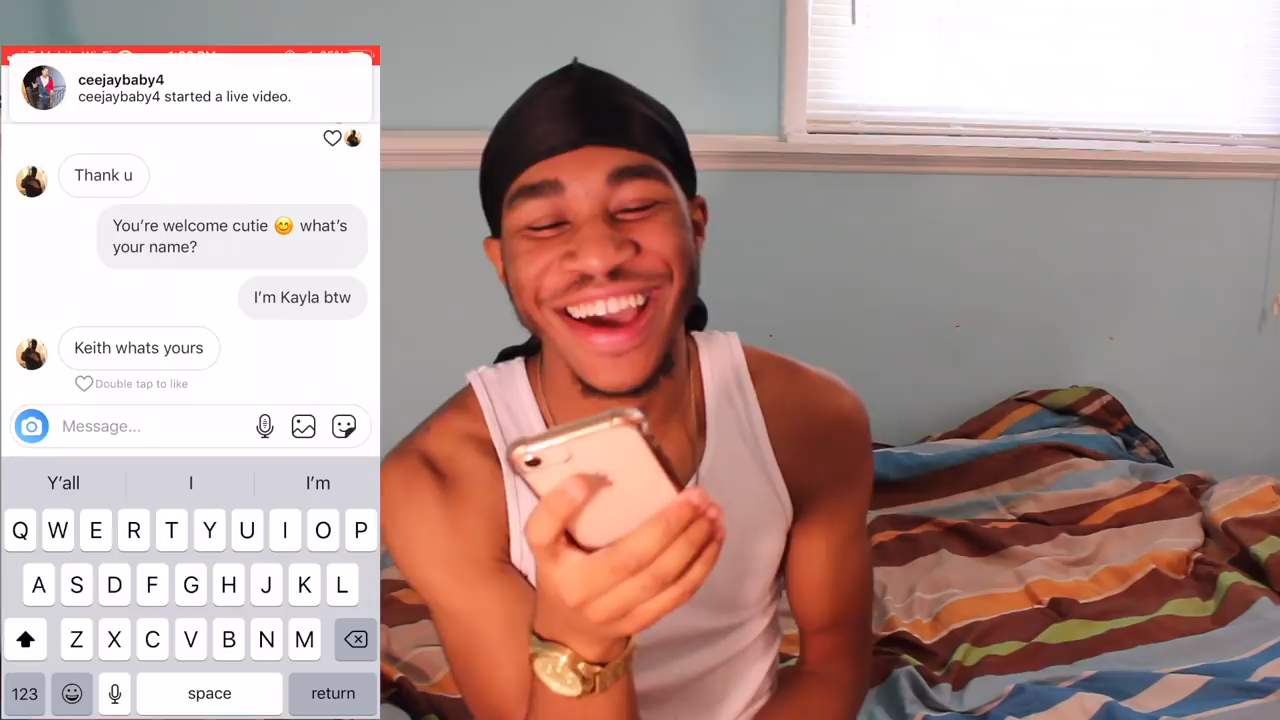 ceejaybaby4
ceejaybaby4 started a live video.
Thank u
You're welcome cutie 😊 what's
your name?
I'm Kayla btw
Keith whats yours
Double tap to like
Message...
Y'all I I'm
Q W E R T Y U I O P
A S D F G H J K L
Z X C V B N M
123 space return